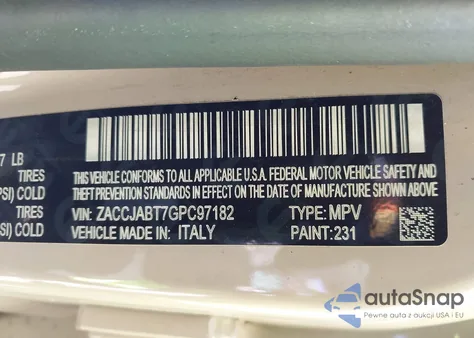 7 LB
TIRES
PSI) COLD
TIRES
SI) COLD
THIS VEHICLE CONFORMS TO ALL APPLICABLE U.S.A. FEDERAL MOTOR VEHICLE SAFETY
AND THEFT PREVENTION STANDARDS IN EFFECT ON THE DATE OF MANUFACTURE SHOWN ABOVE
VIN: ZACCJABT7GPC97182 TYPE: MPV
VEHICLE MADE IN: ITALY PAINT: 231
autaSnap
Pewne auta z aukcji USA i EU